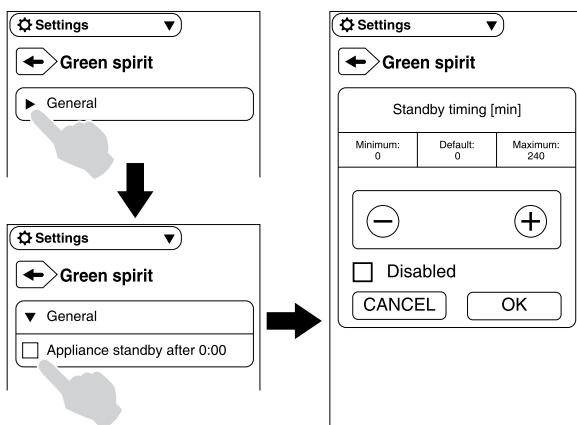 Settings
Green spirit
General
Settings
Green spirit
General
Appliance standby after 0:00
Settings
Green spirit
Standby timing [min]
Minimum: Default: Maximum:
0 0 240
Disabled
CANCEL OK